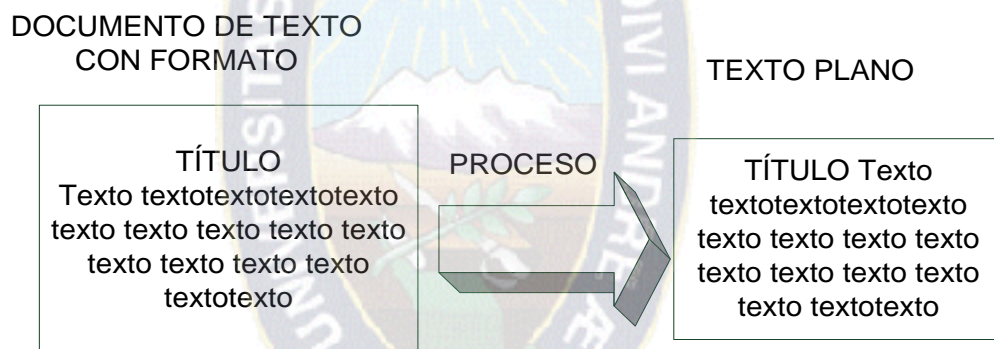 DOCUMENTO DE TEXTO
CON FORMATO
TEXTO PLANO
TÍTULO
Texto textotextotextotexto
texto texto texto texto texto
texto texto texto texto
textotexto
PROCESO
TÍTULO Texto
textotextotextotexto
texto texto texto texto
texto texto texto texto
texto textotexto